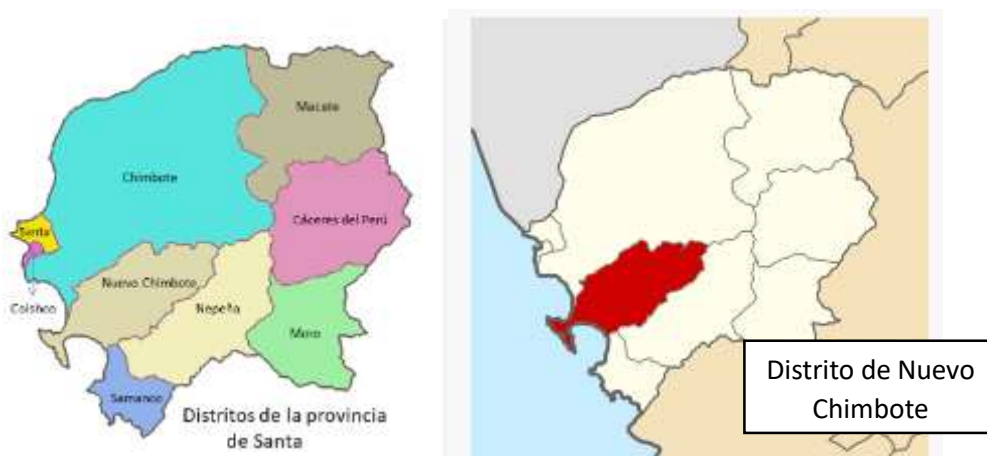 Macate
Chimbote
Santa
Cáceres del Perú
Nuevo Chimbote
Coishco
Nepeña
Moro
Samanco
Distritos de la provincia
de Santa
Distrito de Nuevo
Chimbote